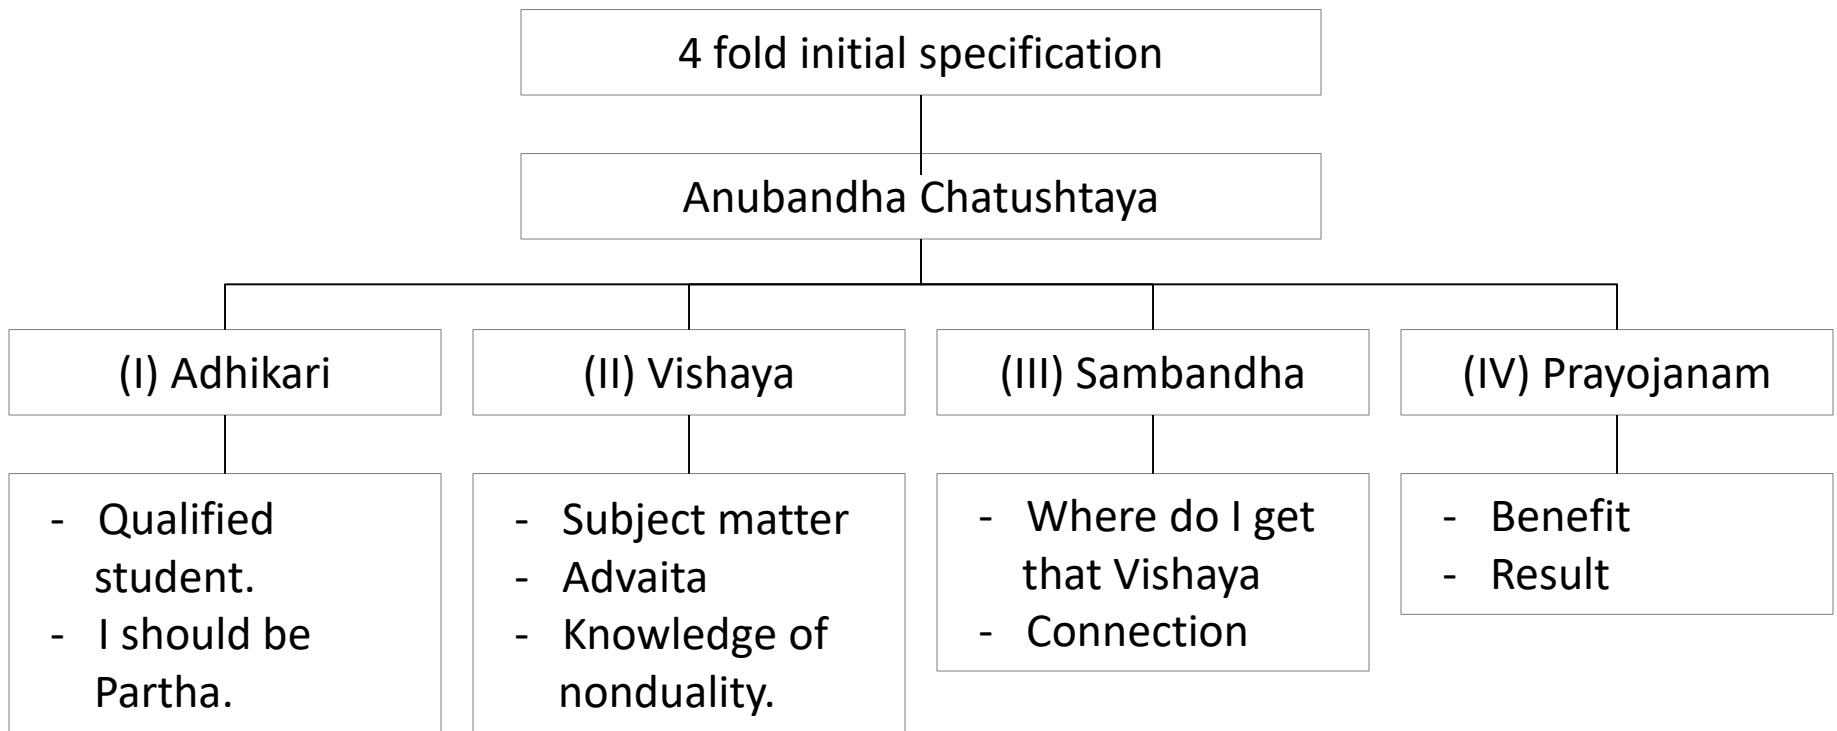 4 fold initial specification
Anubandha Chatushtaya
(I) Adhikari
(II) Vishaya
(III) Sambandha
(IV) Prayojanam
- Qualified
student.
- I should be
Partha.
- Subject matter
- Advaita
- Knowledge of
nonduality.
- Where do I get
that Vishaya
- Connection
- Benefit
- Result